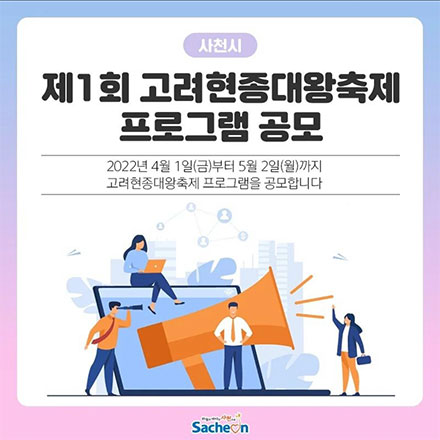 사천시
제1회 고려현종대왕축제
프로그램 공모
2022년 4월 1일(금)부터 5월 2일(월)까지
고려현종대왕축제 프로그램을 공모합니다
Sacheon